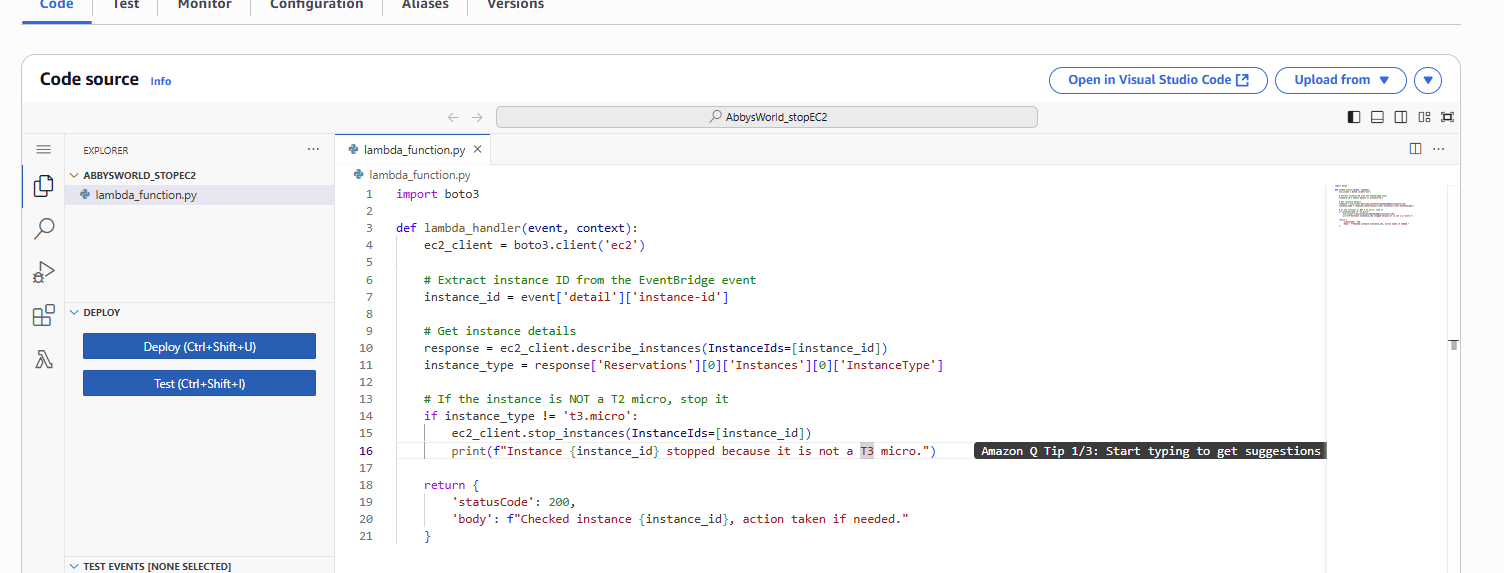 Code Test Monitor Configuration Aliases Versions
Code source Info
Open in Visual Studio Code Upload from
AbbysWorld_stopEC2
EXPLORER
ABBYSWORLD_STOPEC2
lambda_function.py
DEPLOY
Deploy (Ctrl+Shift+U)
Test (Ctrl+Shift+I)
TEST EVENTS [NONE SELECTED]
lambda_function.py
lambda_function.py
1 import boto3
2
3 def lambda_handler(event, context):
4     ec2_client = boto3.client('ec2')
5
6     # Extract instance ID from the EventBridge event
7     instance_id = event['detail']['instance-id']
8
9     # Get instance details
10     response = ec2_client.describe_instances(InstanceIds=[instance_id])
11     instance_type = response['Reservations'][0]['Instances'][0]['InstanceType']
12
13     # If the instance is NOT a T2 micro, stop it
14     if instance_type != 't3.micro':
15         ec2_client.stop_instances(InstanceIds=[instance_id])
16         print(f"Instance {instance_id} stopped because it is not a T3 micro.") Amazon Q Tip 1/3: Start typing to get suggestions
17
18     return {
19         'statusCode': 200,
20         'body': f"Checked instance {instance_id}, action taken if needed."
21     }